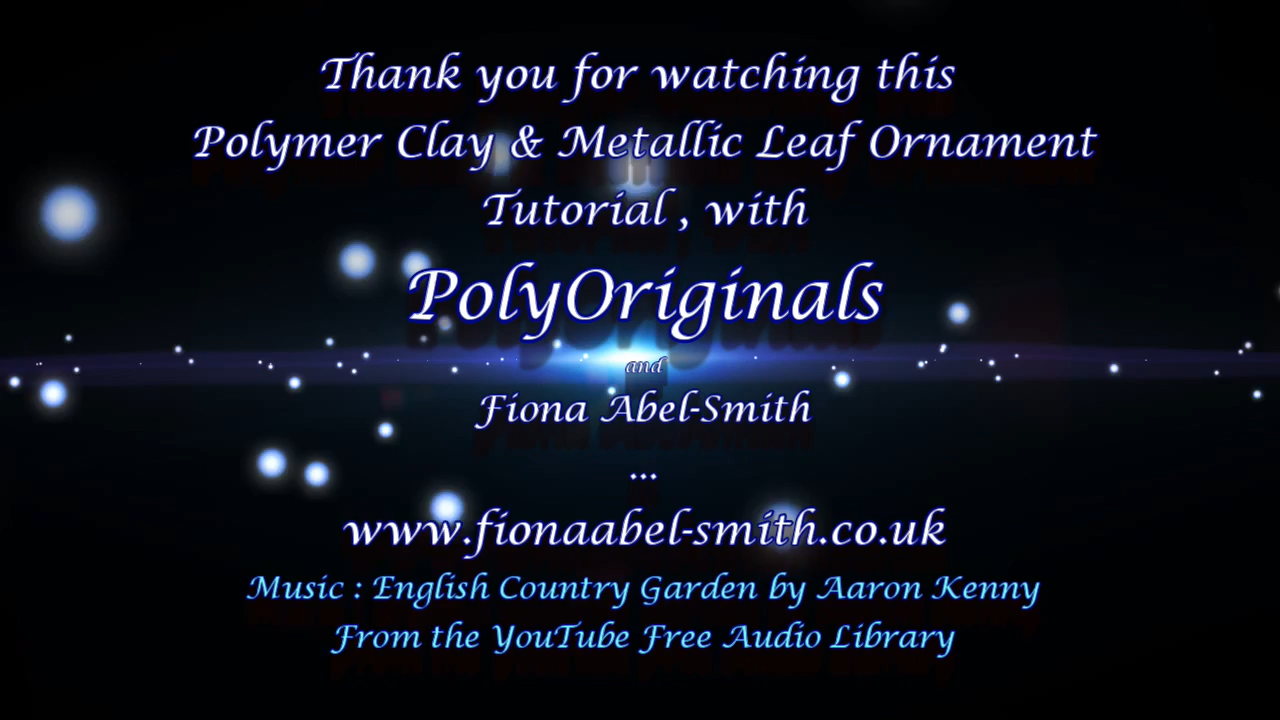 Thank you for watching this
Polymer Clay & Metallic Leaf Ornament
Tutorial , with
PolyOriginals
and
Fiona Abel-Smith
...
www.fionaabel-smith.co.uk
Music : English Country Garden by Aaron Kenny
From the YouTube Free Audio Library